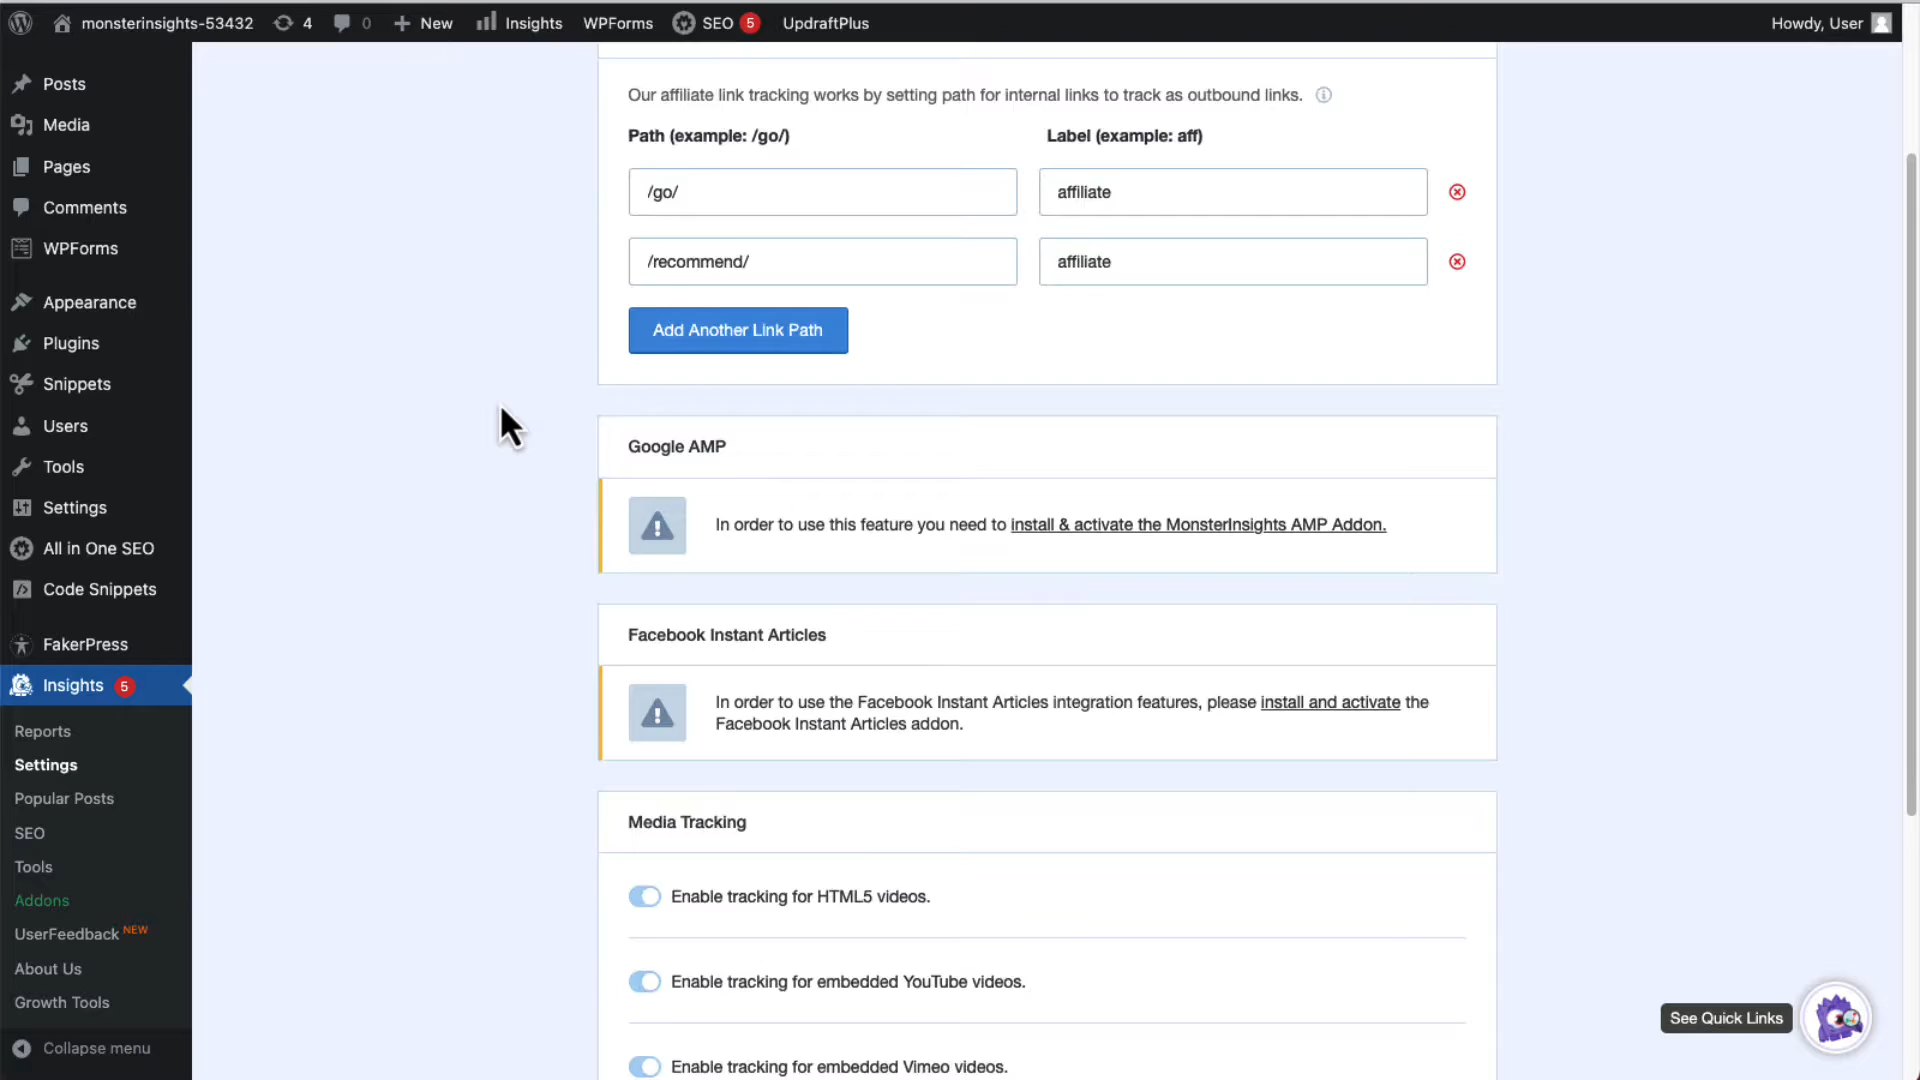 monsterinsights-53432 4 0 New Insights WPForms SEO 5 UpdraftPlus Howdy, User
Posts
Media
Pages
Comments
WPForms
Appearance
Plugins
Snippets
Users
Tools
Settings
All in One SEO
Code Snippets
FakerPress
Insights 5
Reports
Settings
Popular Posts
SEO
Tools
Addons
UserFeedback NEW
About Us
Growth Tools
Collapse menu
Our affiliate link tracking works by setting path for internal links to track as outbound links.
Path (example: /go/) Label (example: aff)
/go/ affiliate
/recommend/ affiliate
Add Another Link Path
Google AMP
In order to use this feature you need to install & activate the MonsterInsights AMP Addon.
Facebook Instant Articles
In order to use the Facebook Instant Articles integration features, please install and activate the
Facebook Instant Articles addon.
Media Tracking
Enable tracking for HTML5 videos.
Enable tracking for embedded YouTube videos.
Enable tracking for embedded Vimeo videos.
See Quick Links